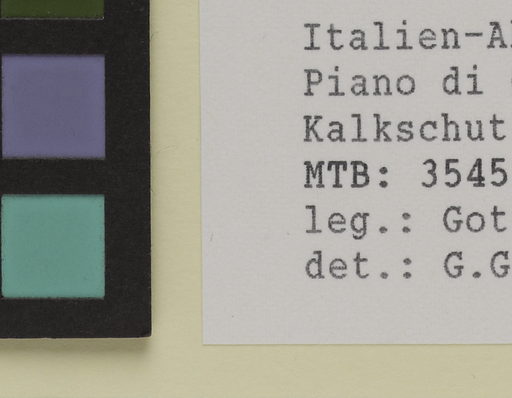 Italien-A
Piano di
Kalkschut
MTB: 3545
leg.: Got
det.: G.G